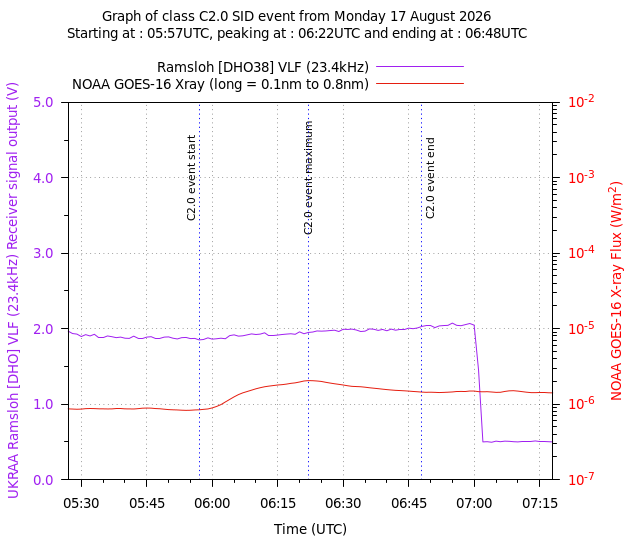 Graph of class C2.0 SID event from Monday 17 August 2026
Starting at : 05:57UTC, peaking at : 06:22UTC and ending at : 06:48UTC
Ramsloh [DHO38] VLF (23.4kHz)
NOAA GOES-16 Xray (long = 0.1nm to 0.8nm)
UKRAA Ramsloh [DHO] VLF (23.4kHz) Receiver signal output (V)
5.0
4.0
3.0
2.0
1.0
0.0
C2.0 event start
C2.0 event maximum
C2.0 event end
10^-2
10^-3
10^-4
10^-5
10^-6
10^-7
NOAA GOES-16 X-ray Flux (W/m²)
05:30 05:45 06:00 06:15 06:30 06:45 07:00 07:15
Time (UTC)